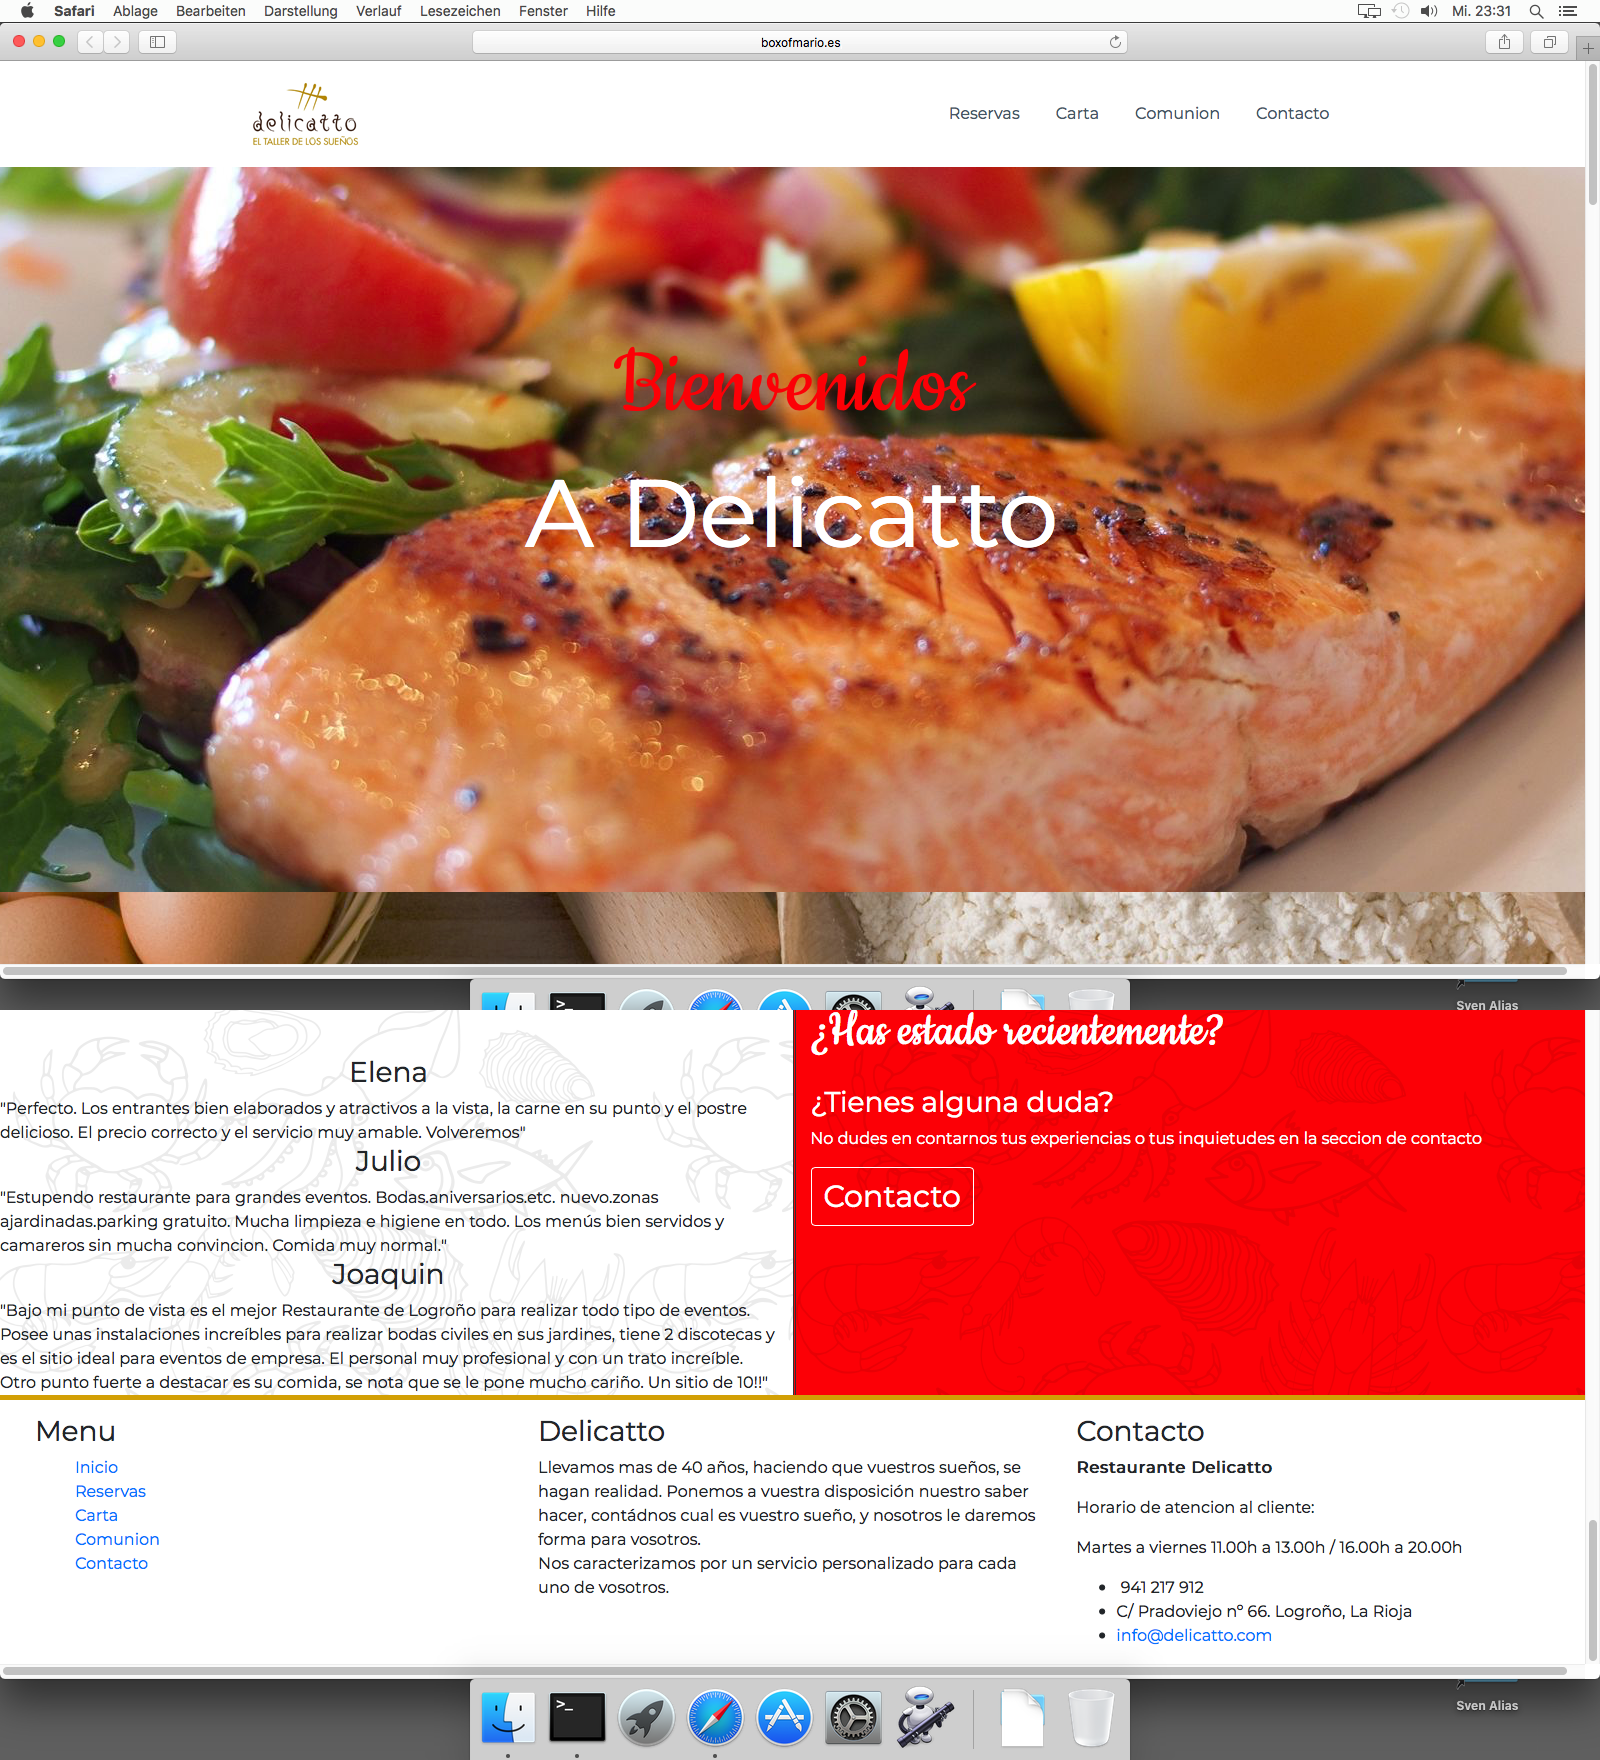 Safari Ablage Bearbeiten Darstellung Verlauf Lesezeichen Fenster Hilfe Mi. 23:31
boxofmario.es
delicatto
EL TALLER DE LOS SUEÑOS
Reservas Carta Comunion Contacto
Bienvenidos
A Delicatto
>_
Sven Alias
Elena
"Perfecto. Los entrantes bien elaborados y atractivos a la vista, la carne en su punto y el postre
delicioso. El precio correcto y el servicio muy amable. Volveremos"
Julio
"Estupendo restaurante para grandes eventos. Bodas.aniversarios.etc. nuevo.zonas
ajardinadas.parking gratuito. Mucha limpieza e higiene en todo. Los menús bien servidos y
camareros sin mucha convincion. Comida muy normal."
Joaquin
"Bajo mi punto de vista es el mejor Restaurante de Logroño para realizar todo tipo de eventos.
Posee unas instalaciones increíbles para realizar bodas civiles en sus jardines, tiene 2 discotecas y
es el sitio ideal para eventos de empresa. El personal muy profesional y con un trato increíble.
Otro punto fuerte a destacar es su comida, se nota que se le pone mucho cariño. Un sitio de 10!!"
¿Has estado recientemente?
¿Tienes alguna duda?
No dudes en contarnos tus experiencias o tus inquietudes en la seccion de contacto
Contacto
Menu
Inicio
Reservas
Carta
Comunion
Contacto
Delicatto
Llevamos mas de 40 años, haciendo que vuestros sueños, se
hagan realidad. Ponemos a vuestra disposición nuestro saber
hacer, contádnos cual es vuestro sueño, y nosotros le daremos
forma para vosotros.
Nos caracterizamos por un servicio personalizado para cada
uno de vosotros.
Contacto
Restaurante Delicatto
Horario de atencion al cliente:
Martes a viernes 11.00h a 13.00h / 16.00h a 20.00h
941 217 912
C/ Pradoviejo nº 66. Logroño, La Rioja
info@delicatto.com
>_
Sven Alias